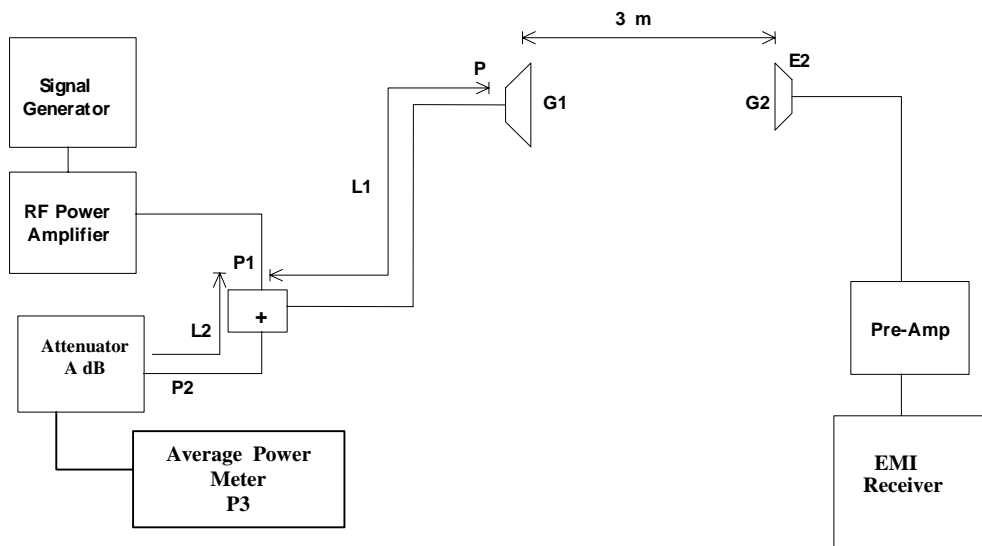 3 m
P
E2
Signal
Generator
G1
G2
L1
RF Power
Amplifier
P1
+
L2
Pre-Amp
Attenuator
A dB
P2
Average Power
Meter
P3
EMI
Receiver